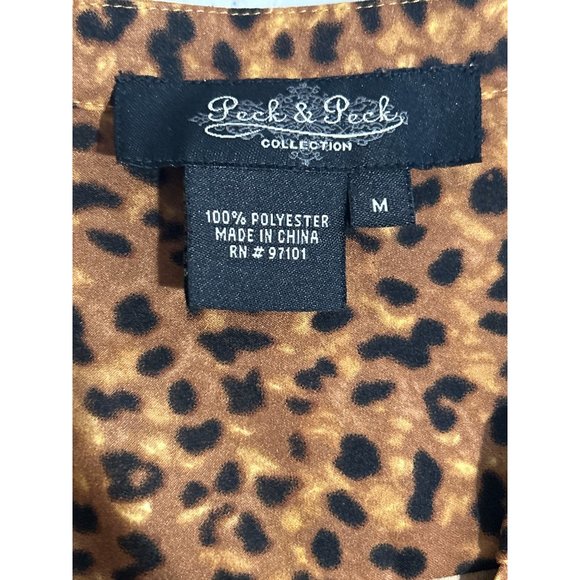 Peck & Peck
COLLECTION
M
100% POLYESTER
MADE IN CHINA
RN # 97101